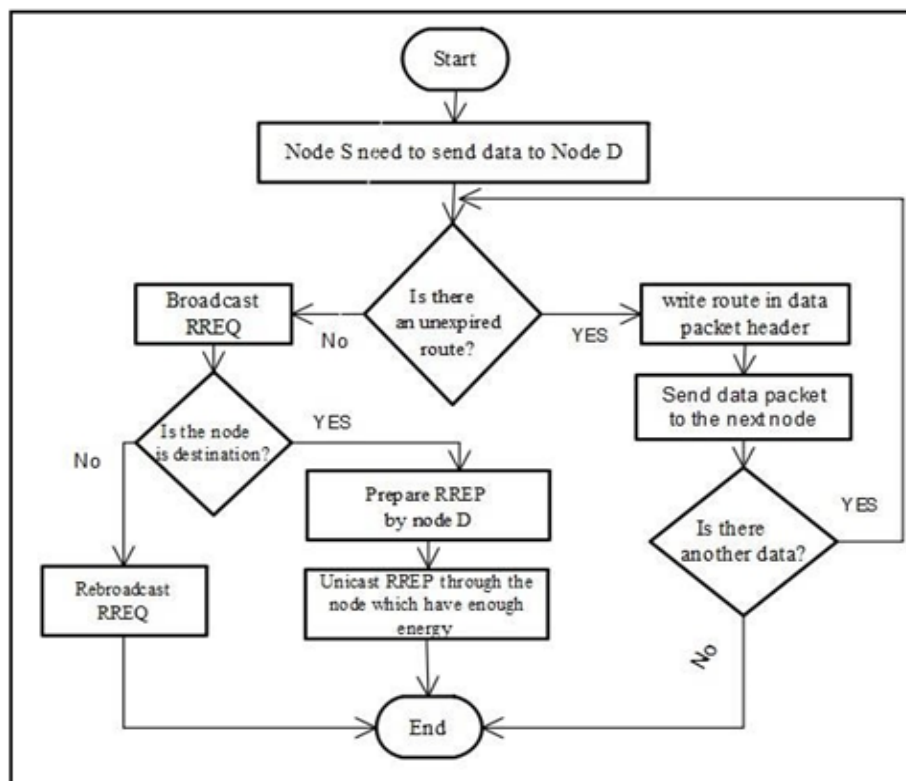 Start
Node S need to send data to Node D
Is there
an unexpired
route?
No
YES
Broadcast
RREQ
write route in data
packet header
Send data packet
to the next node
Is the node
is destination?
No
YES
Prepare RREP
by node D
Is there
another data?
YES
No
Rebroadcast
RREQ
Unicast RREP through the
node which have enough
energy
End